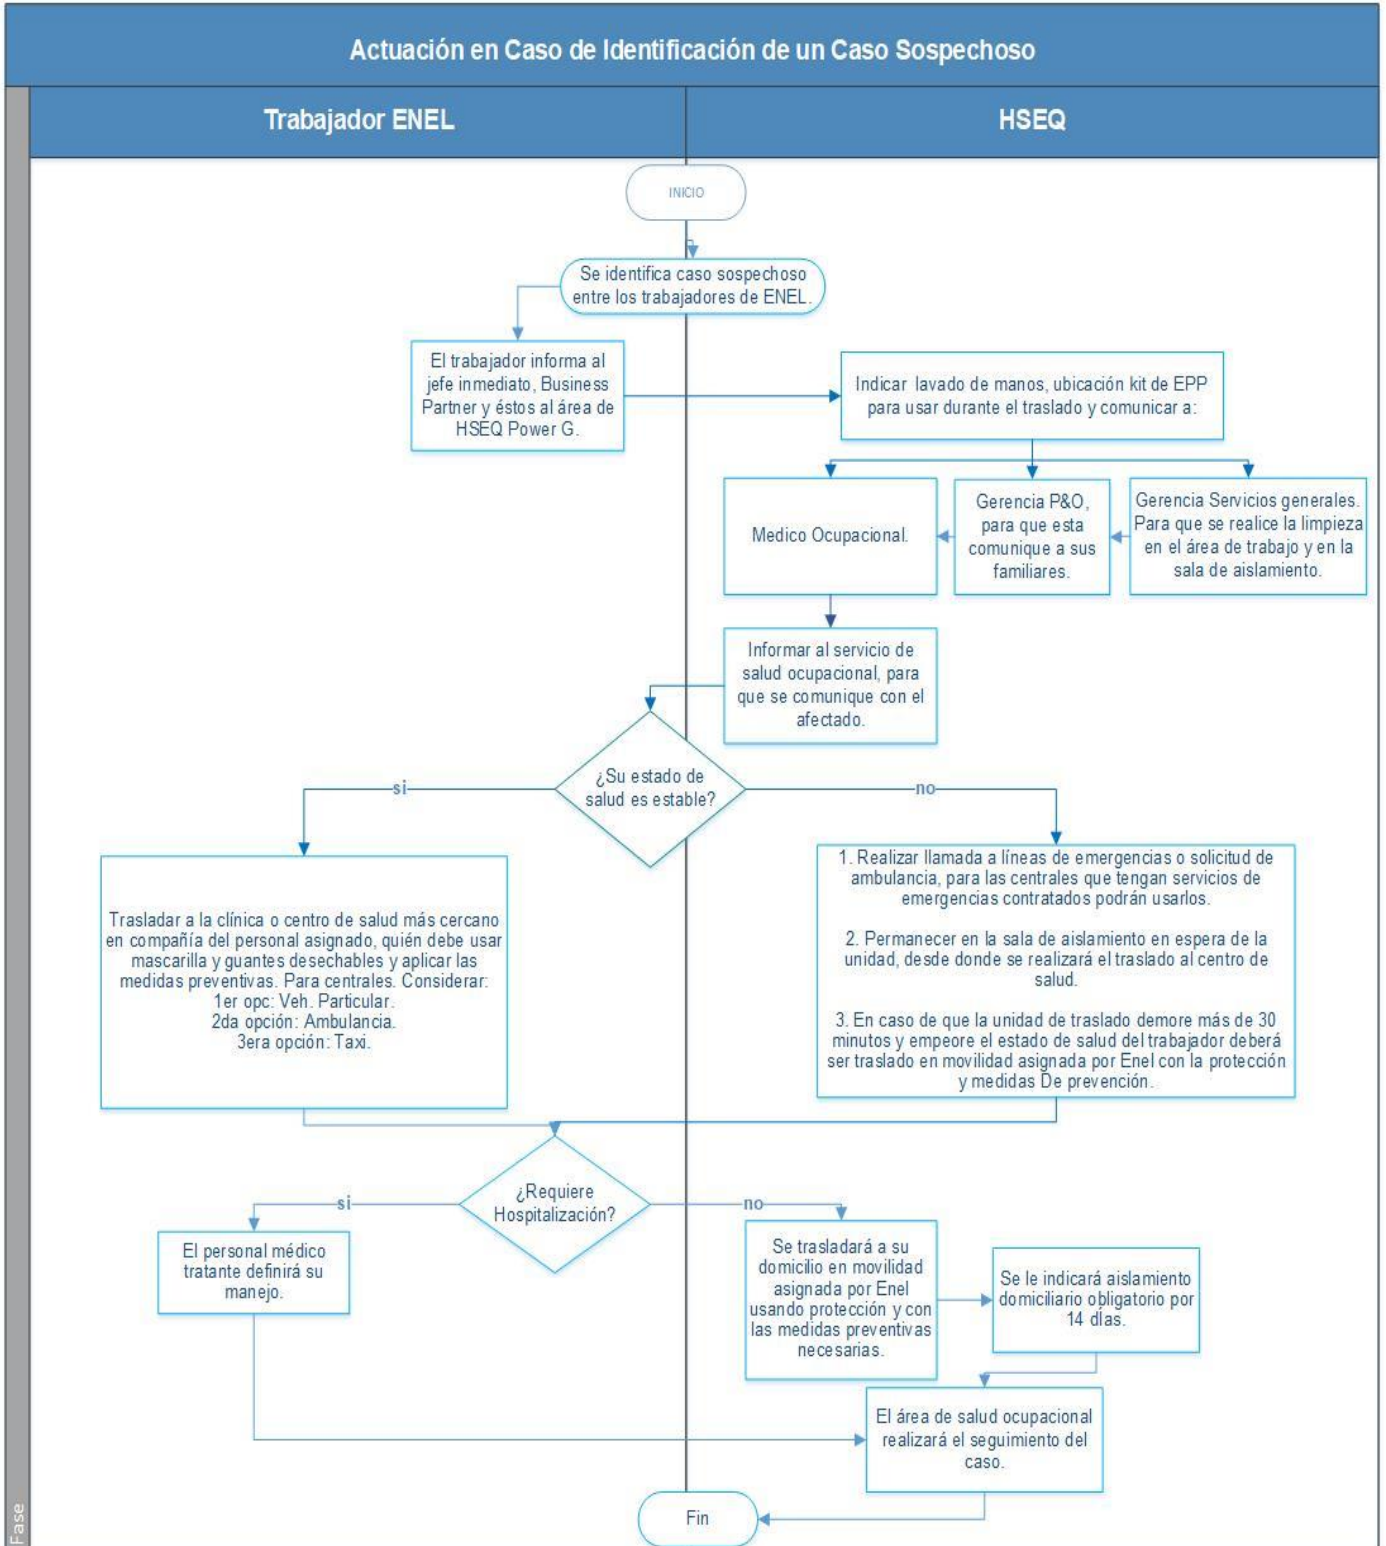 Actuación en Caso de Identificación de un Caso Sospechoso
Trabajador ENEL
HSEQ
INICIO
Se identifica caso sospechoso
entre los trabajadores de ENEL.
El trabajador informa al
jefe inmediato, Business
Partner y éstos al área de
HSEQ Power G.
Indicar lavado de manos, ubicación kit de EPP
para usar durante el traslado y comunicar a:
Medico Ocupacional.
Gerencia P&O,
para que esta
comunique a sus
familiares.
Gerencia Servicios generales.
Para que se realice la limpieza
en el área de trabajo y en la
sala de aislamiento.
Informar al servicio de
salud ocupacional, para
que se comunique con el
afectado.
¿Su estado de
salud es estable?
si
no
Trasladar a la clínica o centro de salud más cercano
en compañía del personal asignado, quién debe usar
mascarilla y guantes desechables y aplicar las
medidas preventivas. Para centrales. Considerar:
1er opc: Veh. Particular.
2da opción: Ambulancia.
3era opción: Taxi.
1. Realizar llamada a líneas de emergencias o solicitud de
ambulancia, para las centrales que tengan servicios de
emergencias contratados podrán usarlos.
2. Permanecer en la sala de aislamiento en espera de la
unidad, desde donde se realizará el traslado al centro de
salud.
3. En caso de que la unidad de traslado demore más de 30
minutos y empeore el estado de salud del trabajador deberá
ser traslado en movilidad asignada por Enel con la protección
y medidas De prevención.
¿Requiere
Hospitalización?
si
no
El personal médico
tratante definirá su
manejo.
Se trasladará a su
domicilio en movilidad
asignada por Enel
usando protección y con
las medidas preventivas
necesarias.
Se le indicará aislamiento
domiciliario obligatorio por
14 días.
El área de salud ocupacional
realizará el seguimiento del
caso.
Fin
Fase